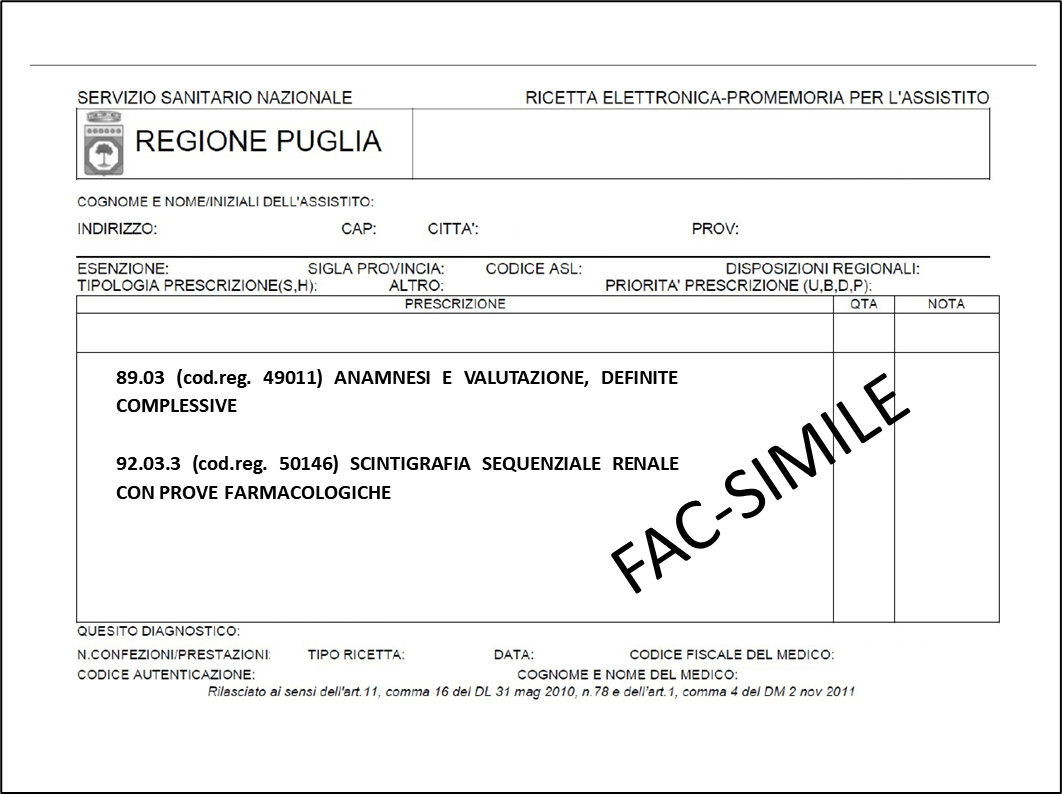 SERVIZIO SANITARIO NAZIONALE RICETTA ELETTRONICA-PROMEMORIA PER L'ASSISTITO
REGIONE PUGLIA
COGNOME E NOME/INIZIALI DELL'ASSISTITO:
INDIRIZZO: CAP: CITTA': PROV:
ESENZIONE: SIGLA PROVINCIA: CODICE ASL: DISPOSIZIONI REGIONALI:
TIPOLOGIA PRESCRIZIONE(S,H): ALTRO: PRIORITA' PRESCRIZIONE (U,B,D,P):
PRESCRIZIONE QTA NOTA
89.03 (cod.reg. 49011) ANAMNESI E VALUTAZIONE, DEFINITE
COMPLESSIVE
92.03.3 (cod.reg. 50146) SCINTIGRAFIA SEQUENZIALE RENALE
CON PROVE FARMACOLOGICHE
FAC-SIMILE
QUESITO DIAGNOSTICO:
N.CONFEZIONI/PRESTAZIONI: TIPO RICETTA: DATA: CODICE FISCALE DEL MEDICO:
CODICE AUTENTICAZIONE: COGNOME E NOME DEL MEDICO:
Rilasciato ai sensi dell'art.11, comma 16 del DL 31 mag 2010, n.78 e dell'art.1, comma 4 del DM 2 nov 2011